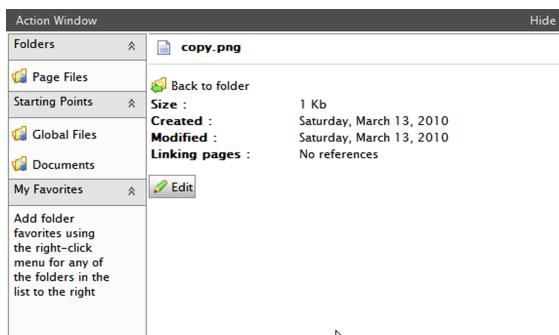 Action Window
Hide
Folders
Page Files
Starting Points
Global Files
Documents
My Favorites
Add folder
favorites using
the right-click
menu for any of
the folders in the
list to the right
copy.png
Back to folder
Size : 1 Kb
Created : Saturday, March 13, 2010
Modified : Saturday, March 13, 2010
Linking pages : No references
Edit